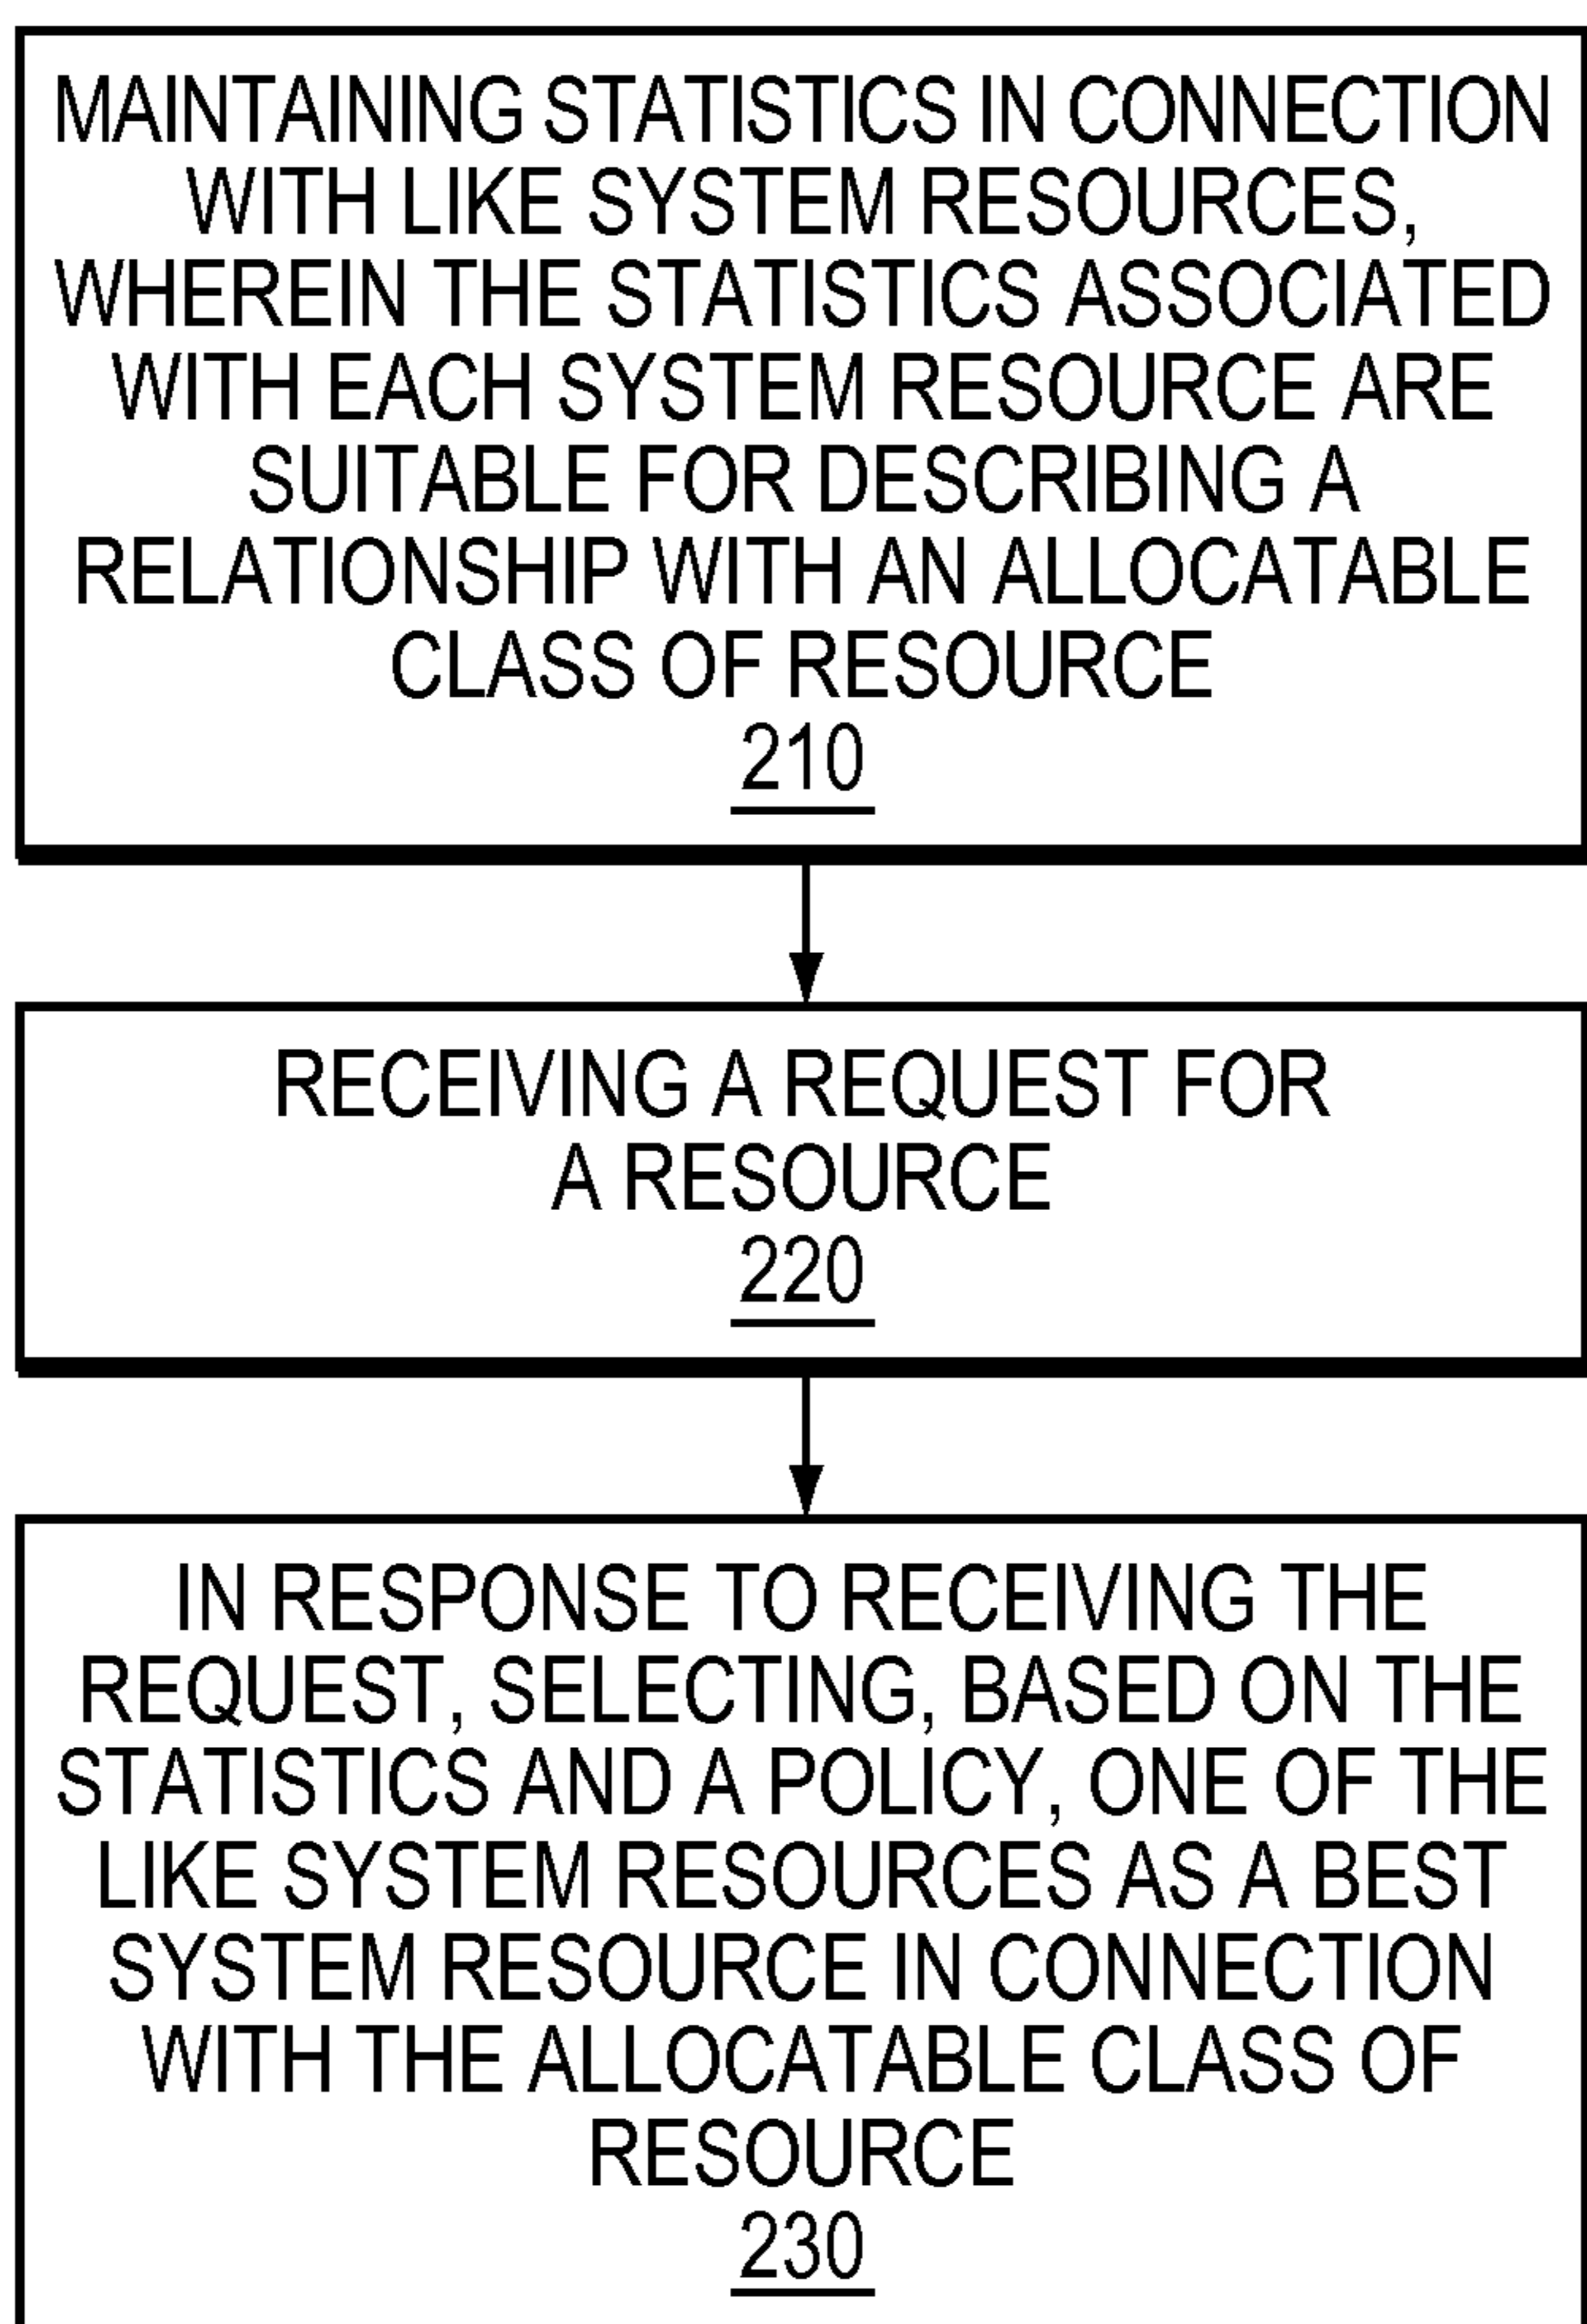 MAINTAINING STATISTICS IN CONNECTION
WITH LIKE SYSTEM RESOURCES,
WHEREIN THE STATISTICS ASSOCIATED
WITH EACH SYSTEM RESOURCE ARE
SUITABLE FOR DESCRIBING A
RELATIONSHIP WITH AN ALLOCATABLE
CLASS OF RESOURCE
210
RECEIVING A REQUEST FOR
A RESOURCE
220
IN RESPONSE TO RECEIVING THE
REQUEST, SELECTING, BASED ON THE
STATISTICS AND A POLICY, ONE OF THE
LIKE SYSTEM RESOURCES AS A BEST
SYSTEM RESOURCE IN CONNECTION
WITH THE ALLOCATABLE CLASS OF
RESOURCE
230